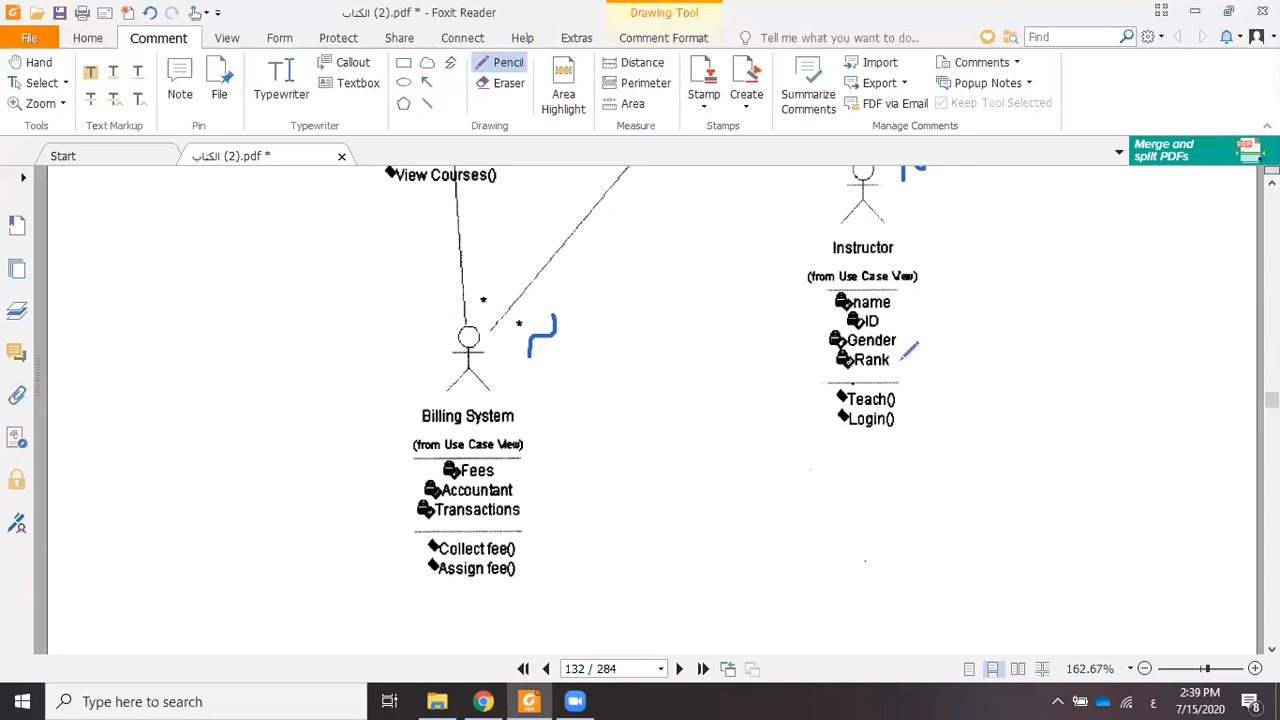 الكتاب (2).pdf * - Foxit Reader
Drawing Tool
File
Home
Comment
View
Form
Protect
Share
Connect
Help
Extras
Comment Format
Tell me what you want to do...
Find
Hand
Select
Zoom
Note
File
Typewriter
Callout
Textbox
Pencil
Eraser
Area
Highlight
Distance
Perimeter
Area
Stamp
Create
Summarize
Comments
Import
Export
FDF via Email
Comments
Popup Notes
Keep Tool Selected
Tools
Text Markup
Pin
Typewriter
Drawing
Measure
Stamps
Manage Comments
Start
الكتاب (2).pdf *
Merge and
split PDFs
View Courses()
Instructor
(from Use Case View)
name
ID
Gender
Rank
Teach()
Login()
*
*
Billing System
(from Use Case View)
Fees
Accountant
Transactions
Collect fee()
Assign fee()
132 / 284
162.67%
Type here to search
ع
2:39 PM
7/15/2020
8